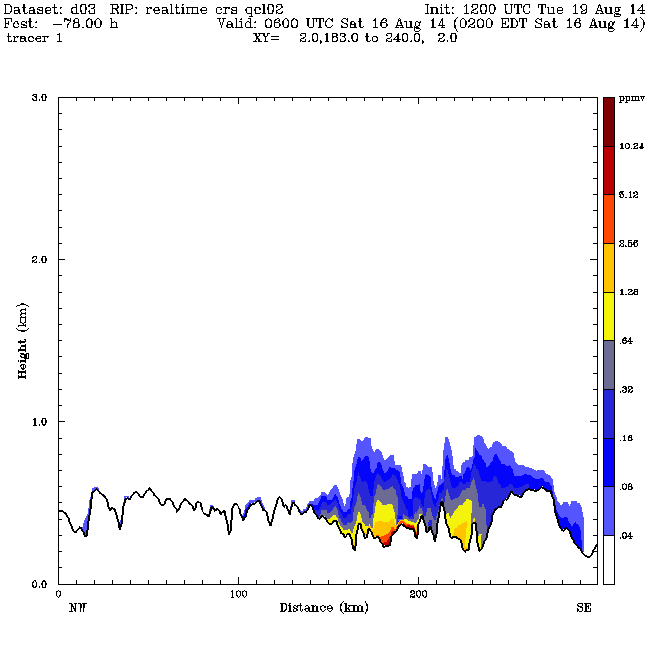 Dataset: d03 RIP: realtime crs qcl02 Init: 1200 UTC Tue 19 Aug 14
Fcst: -78.00 h Valid: 0600 UTC Sat 16 Aug 14 (0200 EDT Sat 16 Aug 14)
tracer 1 XY= 2.0,183.0 to 240.0, 2.0
ppmv
10.24
5.12
2.56
1.28
.64
.32
.16
.08
.04
3.0
2.0
1.0
0.0
Height (km)
0 100 200
NW Distance (km) SE